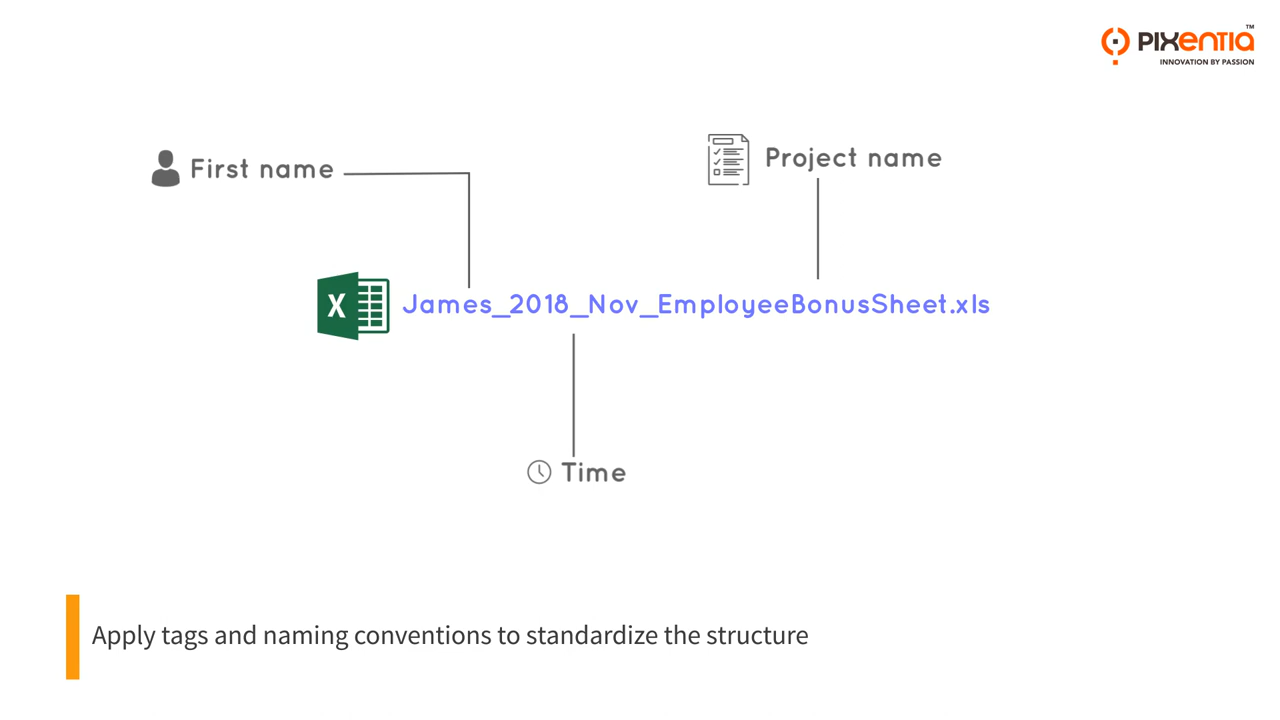 PIXENTIA™
INNOVATION BY PASSION
First name
Project name
X
James_2018_Nov_EmployeeBonusSheet.xls
Time
Apply tags and naming conventions to standardize the structure